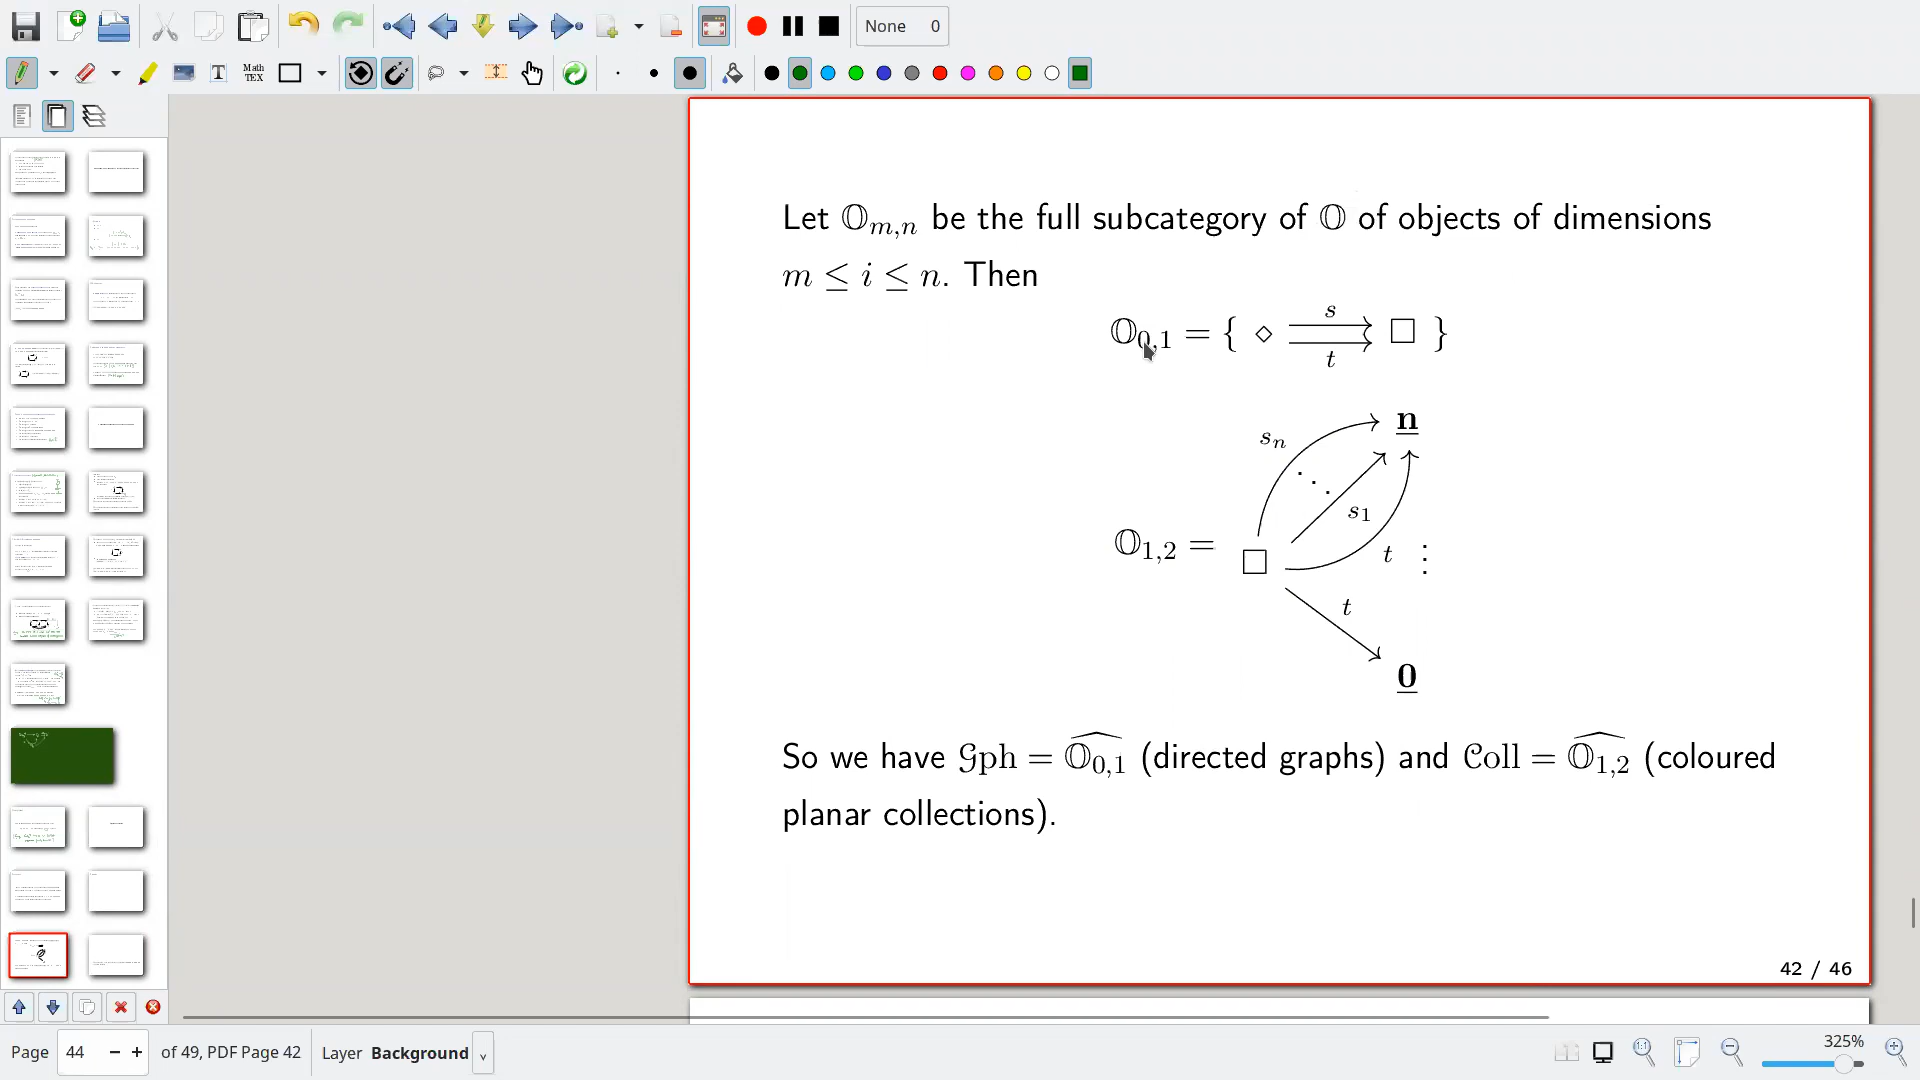 None 0
T Math TEX
Let 𝕆_{m,n} be the full subcategory of 𝕆 of objects of dimensions
m ≤ i ≤ n. Then
𝕆_{0,1} = { ⋄ s t □ }
s_n n
s_1
𝕆_{1,2} = □ t ⋮
t
0
So we have 𝒢ph = \widehat{𝕆_{0,1}} (directed graphs) and 𝒞oll = \widehat{𝕆_{1,2}} (coloured
planar collections).
42 / 46
Page 44 − + of 49, PDF Page 42 Layer Background 1:1 325%